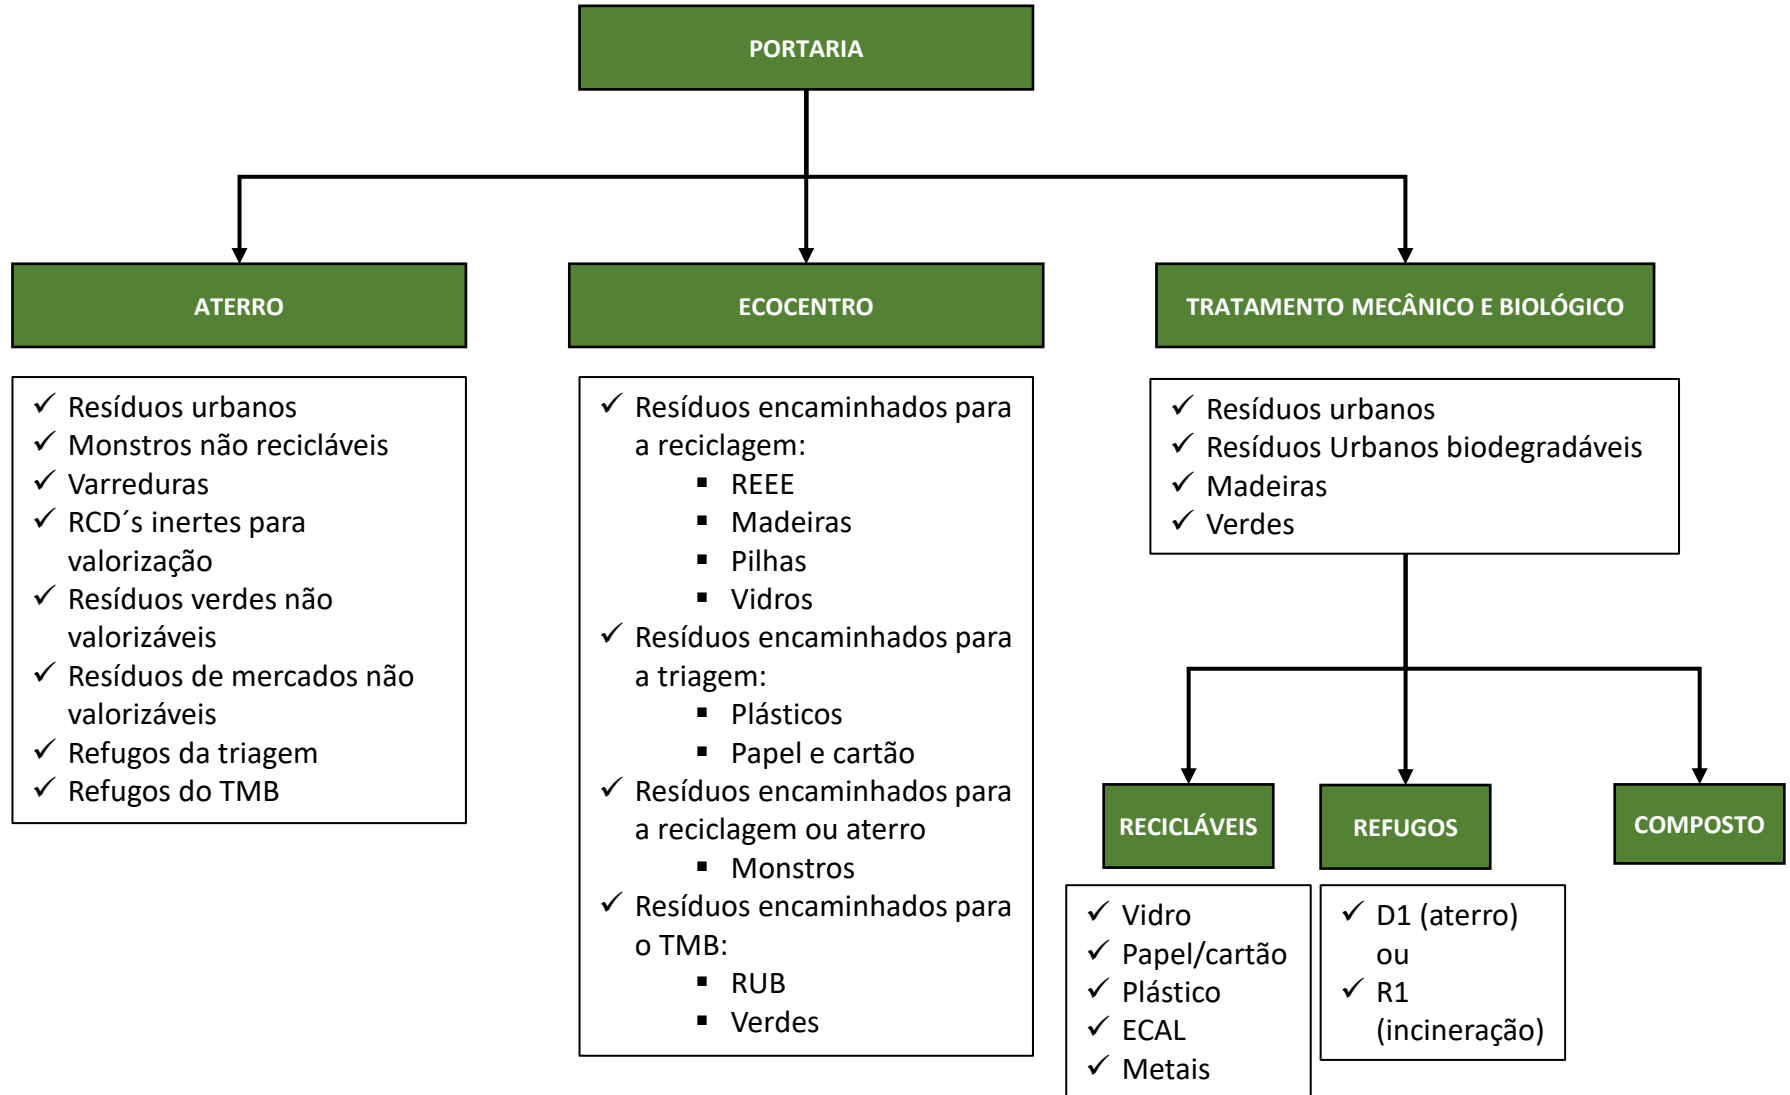 PORTARIA
ATERRO
ECOCENTRO
TRATAMENTO MECÂNICO E BIOLÓGICO
✓ Resíduos urbanos
✓ Monstros não recicláveis
✓ Varreduras
✓ RCD´s inertes para
valorização
✓ Resíduos verdes não
valorizáveis
✓ Resíduos de mercados não
valorizáveis
✓ Refugos da triagem
✓ Refugos do TMB
✓ Resíduos encaminhados para
a reciclagem:
▪ REEE
▪ Madeiras
▪ Pilhas
▪ Vidros
✓ Resíduos encaminhados para
a triagem:
▪ Plásticos
▪ Papel e cartão
✓ Resíduos encaminhados para
a reciclagem ou aterro
▪ Monstros
✓ Resíduos encaminhados para
o TMB:
▪ RUB
▪ Verdes
✓ Resíduos urbanos
✓ Resíduos Urbanos biodegradáveis
✓ Madeiras
✓ Verdes
RECICLÁVEIS
REFUGOS
COMPOSTO
✓ Vidro
✓ Papel/cartão
✓ Plástico
✓ ECAL
✓ Metais
✓ D1 (aterro)
ou
✓ R1
(incineração)